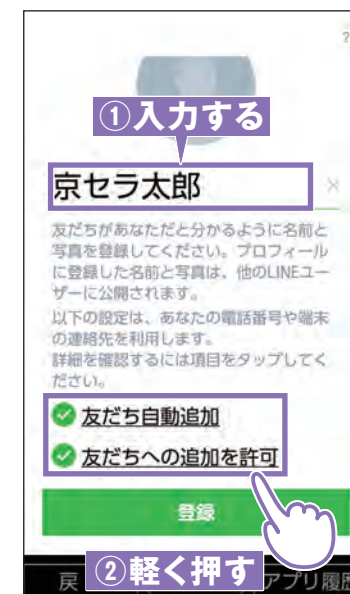 ?
①入力する
京セラ太郎
×
友だちがあなただと分かるように名前と
写真を登録してください。プロフィール
に登録した名前と写真は、他のLINEユー
ザーに公開されます。
以下の設定は、あなたの電話番号や端末
の連絡先を利用します。
詳細を確認するには項目をタップしてく
ださい。
友だち自動追加
友だちへの追加を許可
登録
戻 ②軽く押す アプリ履歴